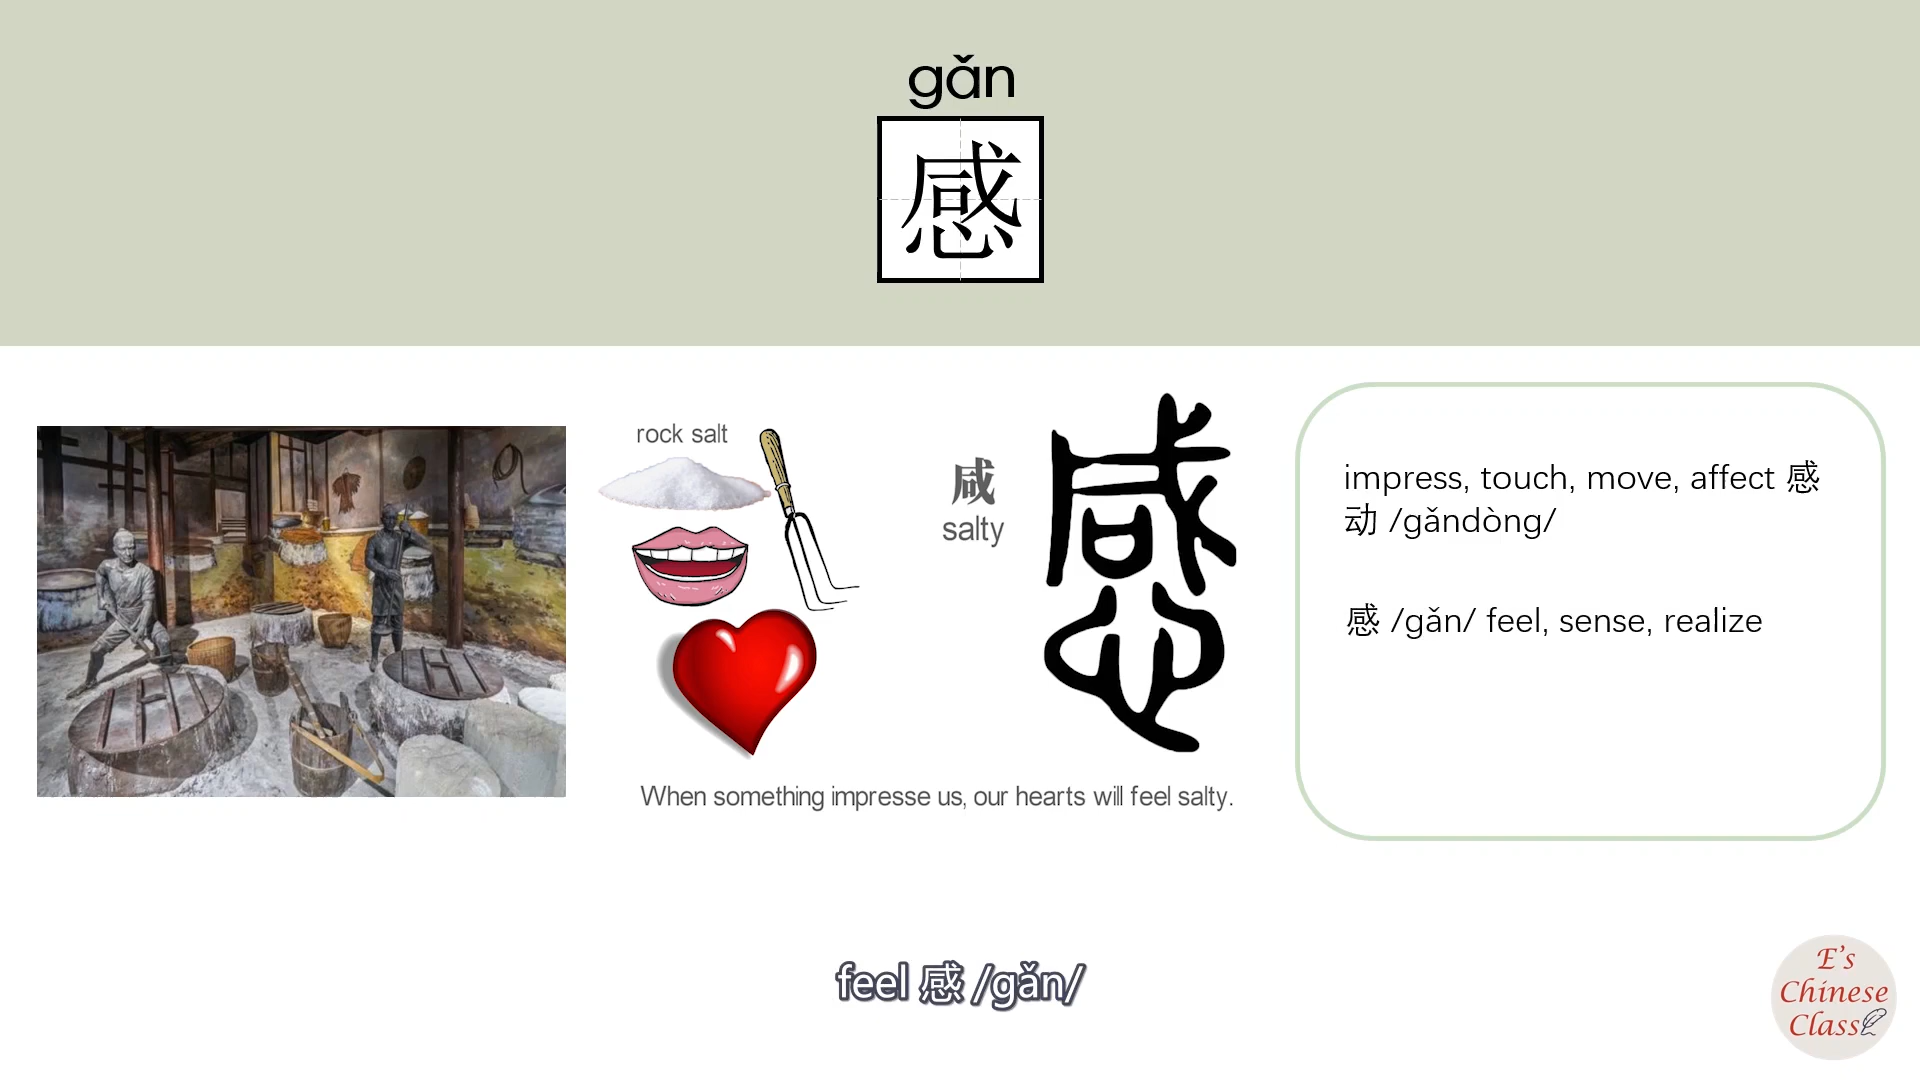 gǎn
感
rock salt
咸
salty
感
When something impresse us, our hearts will feel salty.
impress, touch, move, affect 感
动 /gǎndòng/
感 /gǎn/ feel, sense, realize
feel 感 /gǎn/
E's
Chinese
Class